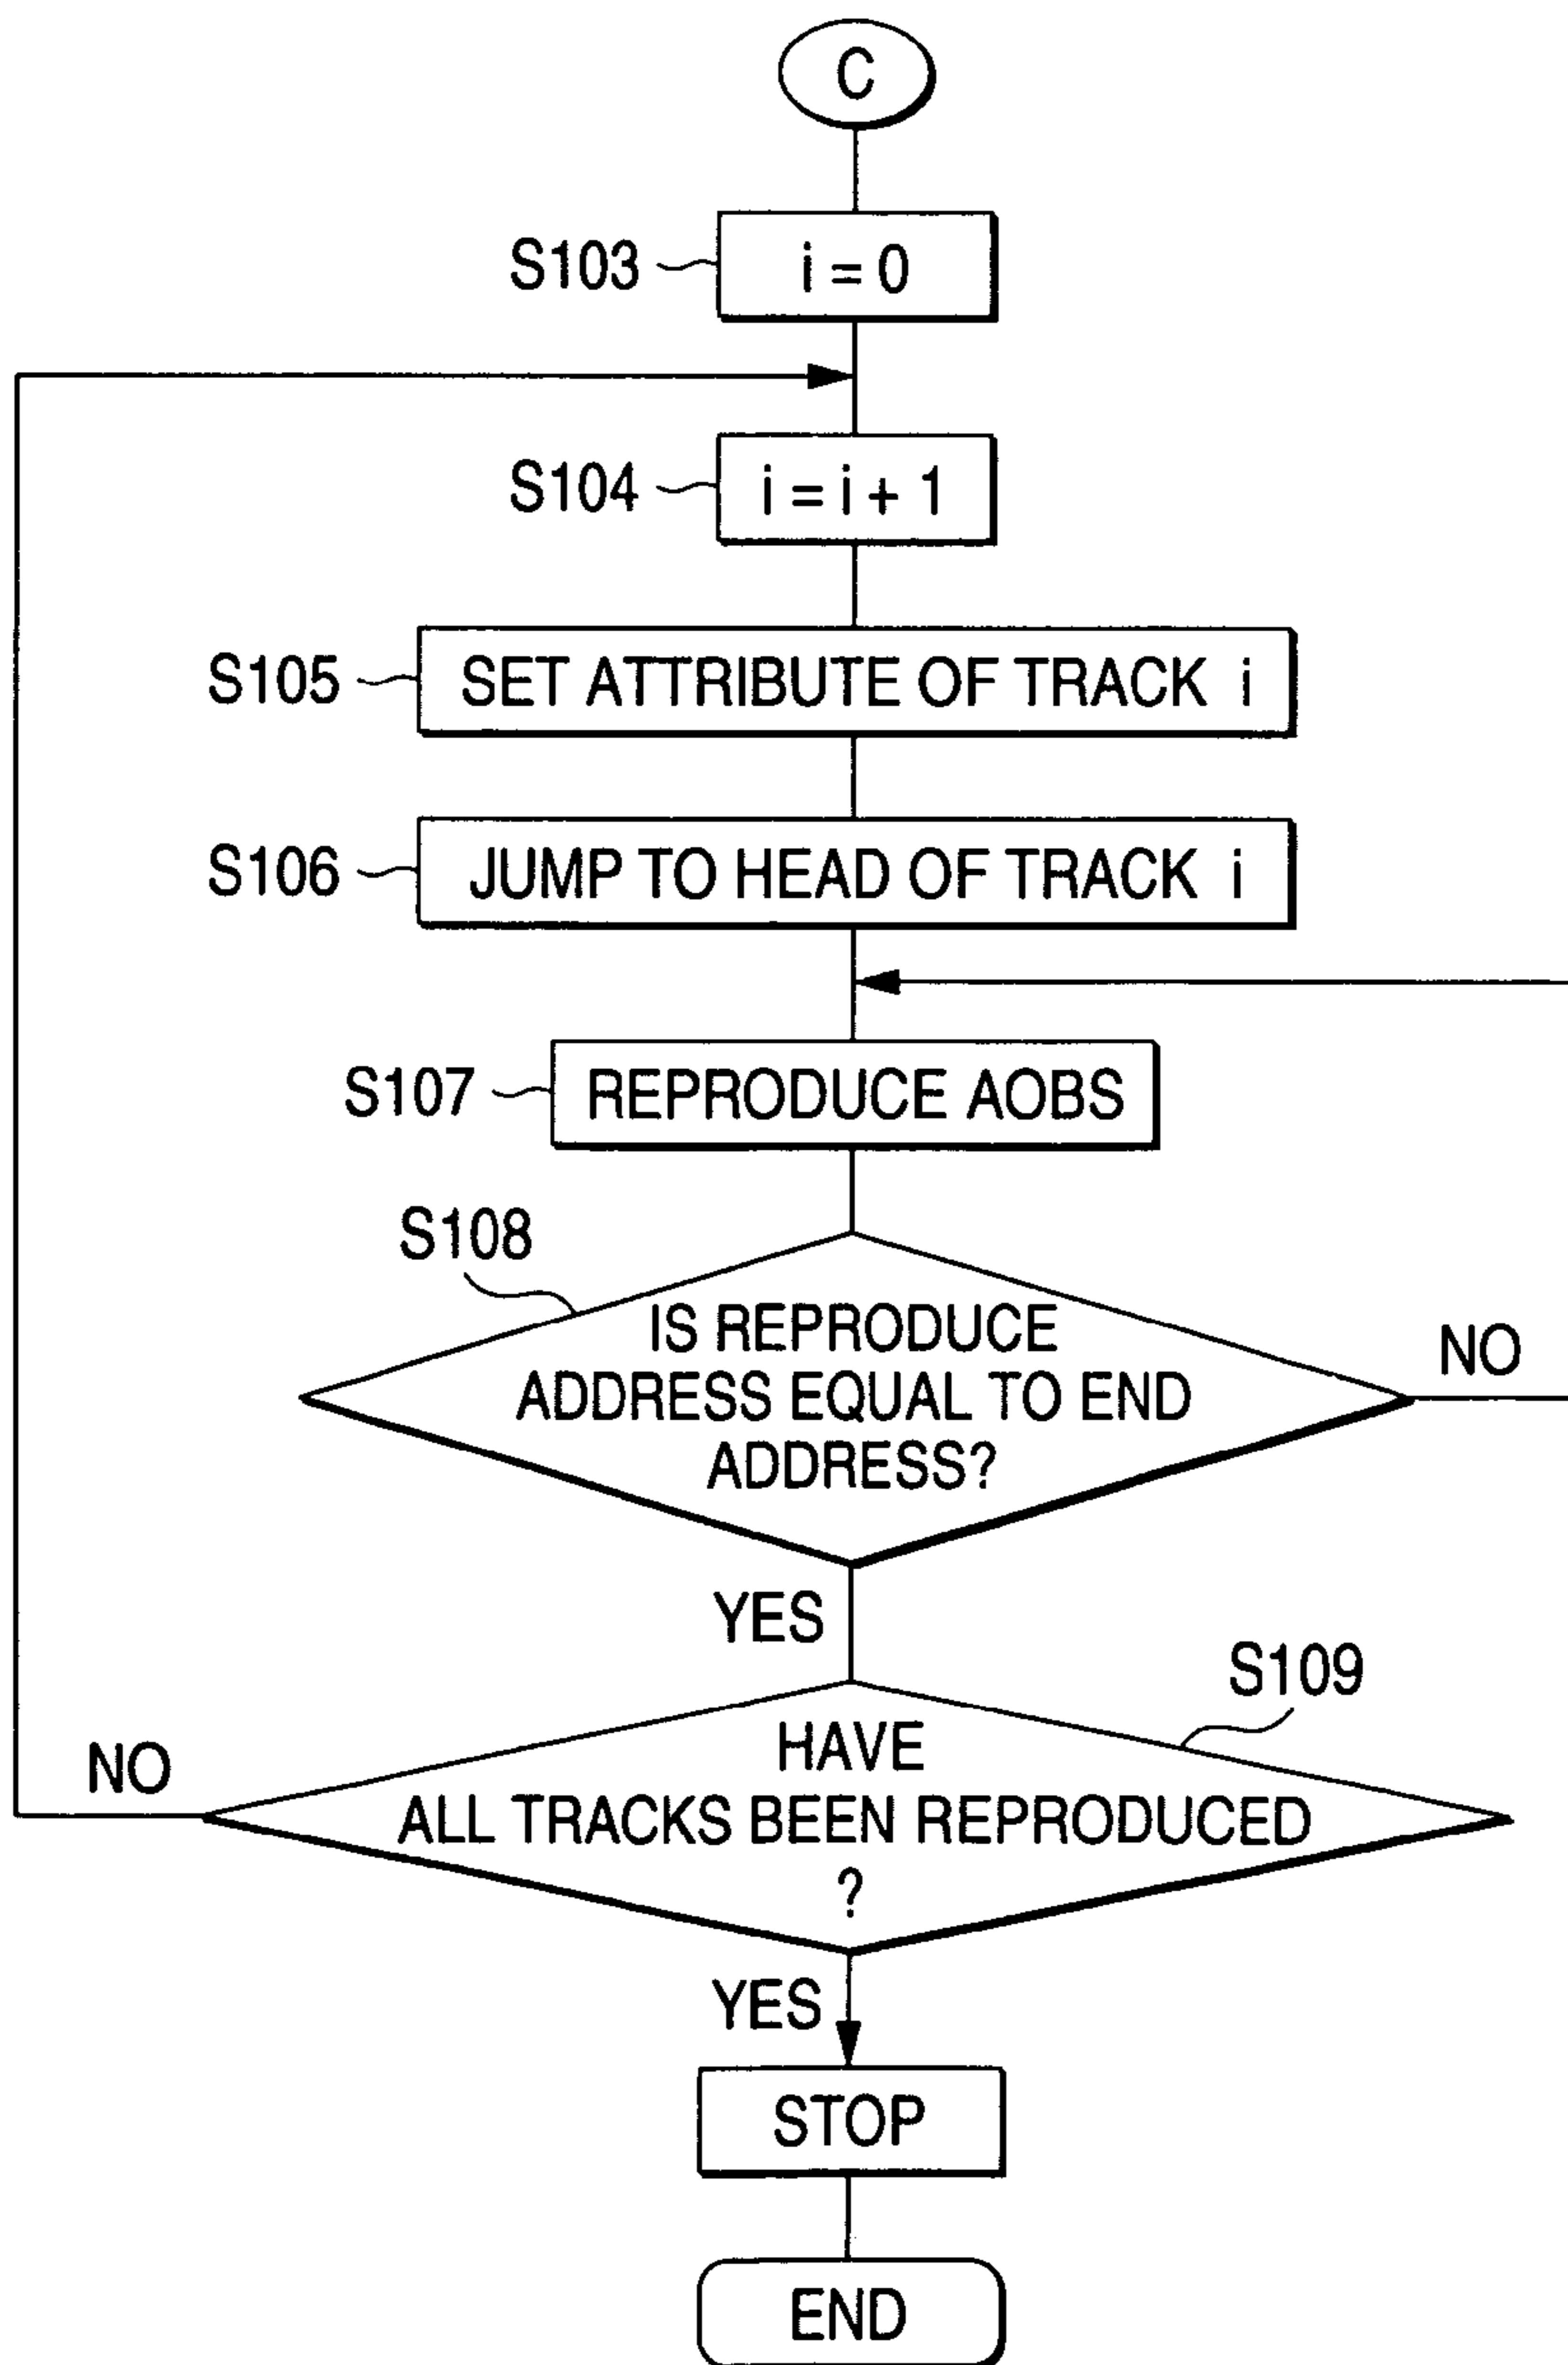 C
S103
i = 0
S104
i = i + 1
S105
SET ATTRIBUTE OF TRACK i
S106
JUMP TO HEAD OF TRACK i
S107
REPRODUCE AOBS
S108
IS REPRODUCE
ADDRESS EQUAL TO END
ADDRESS?
NO
YES
S109
HAVE
ALL TRACKS BEEN REPRODUCED
?
NO
YES
STOP
END